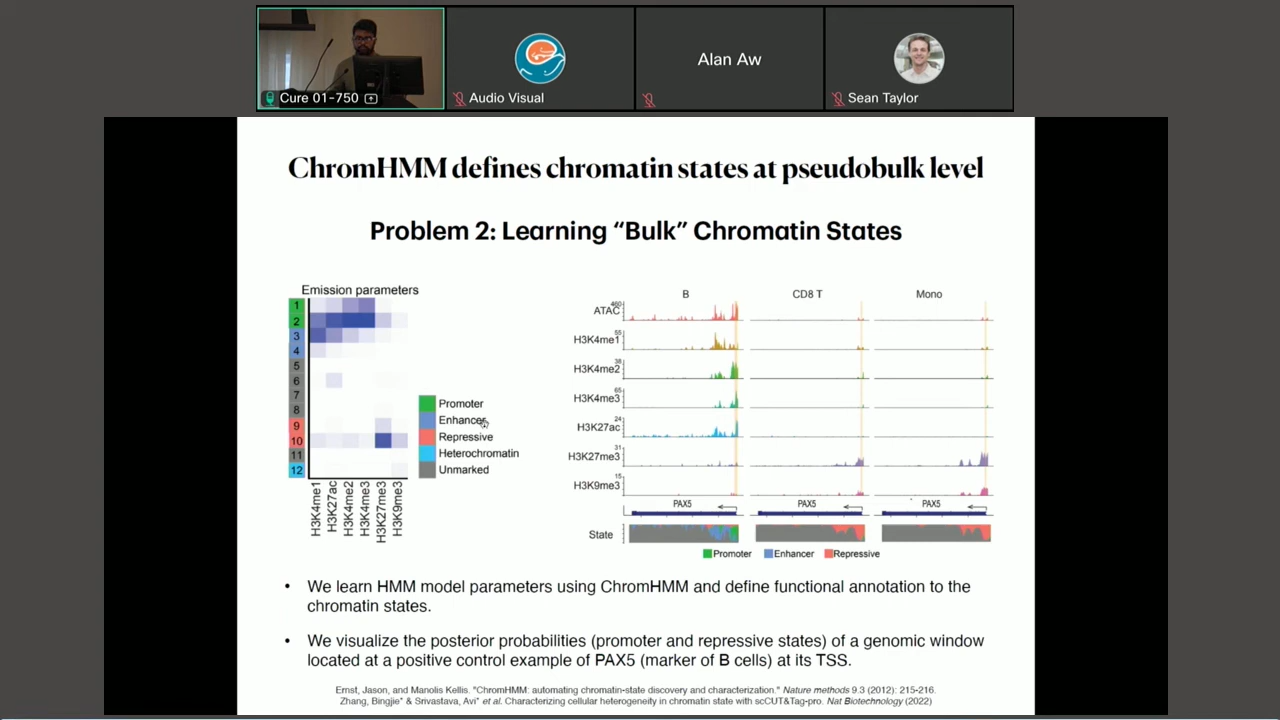 Cure 01-750
Audio Visual
Alan Aw
Sean Taylor
ChromHMM defines chromatin states at pseudobulk level
Problem 2: Learning “Bulk” Chromatin States
Emission parameters
1
2
3
4
5
6
7
8
9
10
11
12
H3K4me1
H3K27ac
H3K4me2
H3K4me3
H3K27me3
H3K9me3
Promoter
Enhancer
Repressive
Heterochromatin
Unmarked
B
CD8 T
Mono
ATAC
H3K4me1
55
H3K4me2
38
H3K4me3
65
H3K27ac
24
H3K27me3
31
H3K9me3
15
PAX5
PAX5
PAX5
State
Promoter
Enhancer
Repressive
• We learn HMM model parameters using ChromHMM and define functional annotation to the
chromatin states.
• We visualize the posterior probabilities (promoter and repressive states) of a genomic window
located at a positive control example of PAX5 (marker of B cells) at its TSS.
Ernst, Jason, and Manolis Kellis. "ChromHMM: automating chromatin-state discovery and characterization." Nature methods 9.3 (2012): 215-216.
Zhang, Bingjie* & Srivastava, Avi* et al. Characterizing cellular heterogeneity in chromatin state with scCUT&Tag-pro. Nat Biotechnology (2022)